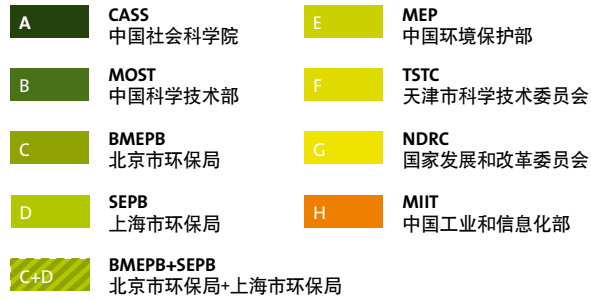 A
CASS
中国社会科学院
B
MOST
中国科学技术部
C
BMEPB
北京市环保局
D
SEPB
上海市环保局
C+D
BMEPB+SEPB
北京市环保局+上海市环保局
E
MEP
中国环境保护部
F
TSTC
天津市科学技术委员会
G
NDRC
国家发展和改革委员会
H
MIIT
中国工业和信息化部